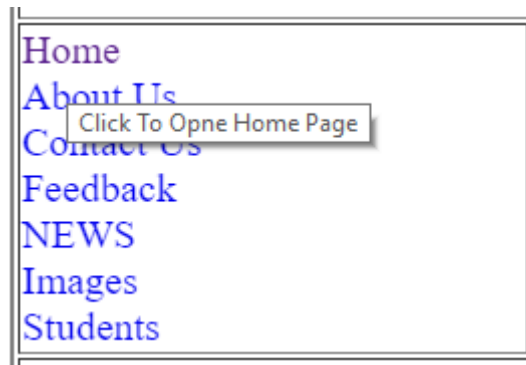 Home
About Us
Click To Opne Home Page
Contact Us
Feedback
NEWS
Images
Students